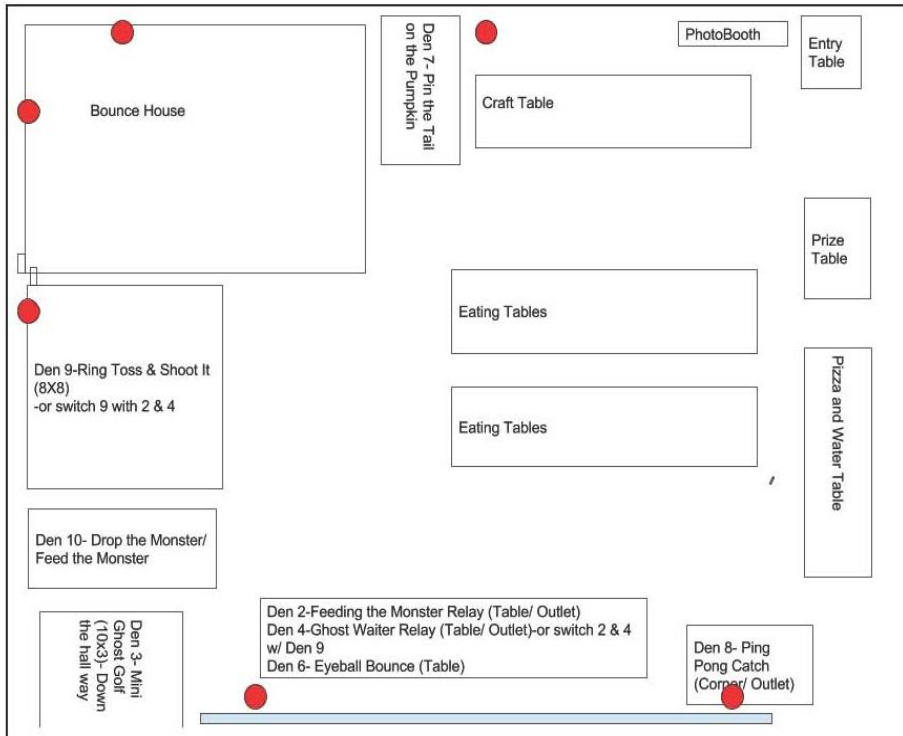 Den 7- Pin the Tail
on the Pumpkin
PhotoBooth
Entry
Table
Bounce House
Craft Table
Prize
Table
Eating Tables
Den 9-Ring Toss & Shoot It
(8X8)
-or switch 9 with 2 & 4
Eating Tables
Pizza and Water Table
Den 10- Drop the Monster/
Feed the Monster
Den 3- Mini
Ghost Golf
(10x3)- Down
the hall way
Den 2-Feeding the Monster Relay (Table/ Outlet)
Den 4-Ghost Waiter Relay (Table/ Outlet)-or switch 2 & 4
w/ Den 9
Den 6- Eyeball Bounce (Table)
Den 8- Ping
Pong Catch
(Corner/ Outlet)